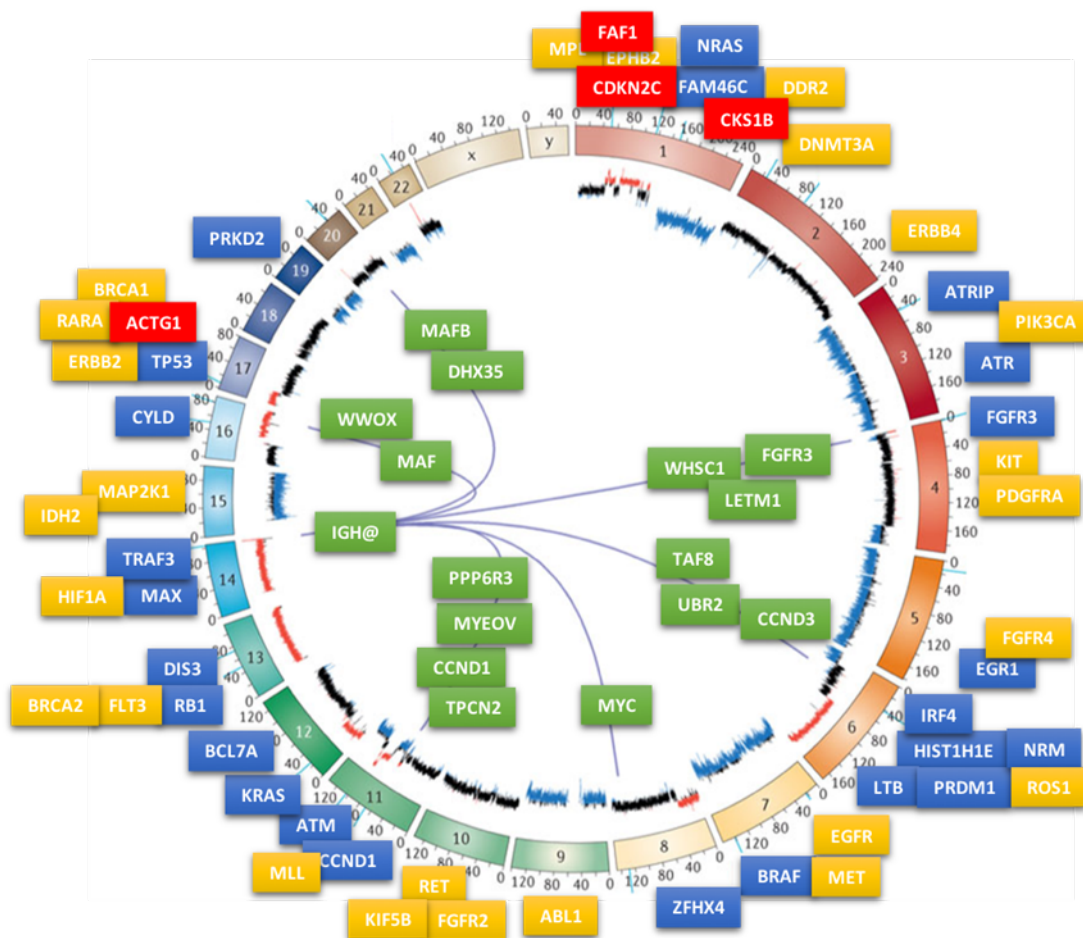 FAF1
NRAS
EPHB2
CDKN2C
FAM46C
DDR2
CKS1B
DNMT3A
ERBB4
ATRIP
PIK3CA
ATR
FGFR3
KIT
PDGFRA
FGFR4
EGR1
IRF4
HIST1H1E
NRM
LTB
PRDM1
ROS1
EGFR
BRAF
MET
ZFHX4
ABL1
RET
KIF5B
FGFR2
MLL
CCND1
ATM
KRAS
BCL7A
BRCA2
FLT3
RB1
DIS3
HIF1A
MAX
TRAF3
IDH2
MAP2K1
CYLD
ERBB2
TP53
RARA
ACTG1
BRCA1
PRKD2
MAFB
DHX35
WWOX
MAF
IGH@
WHSC1
FGFR3
LETM1
TAF8
UBR2
CCND3
PPP6R3
MYEOV
CCND1
TPCN2
MYC
1
2
3
4
5
6
7
8
9
10
11
12
13
14
15
16
17
18
19
20
21
22
x
y